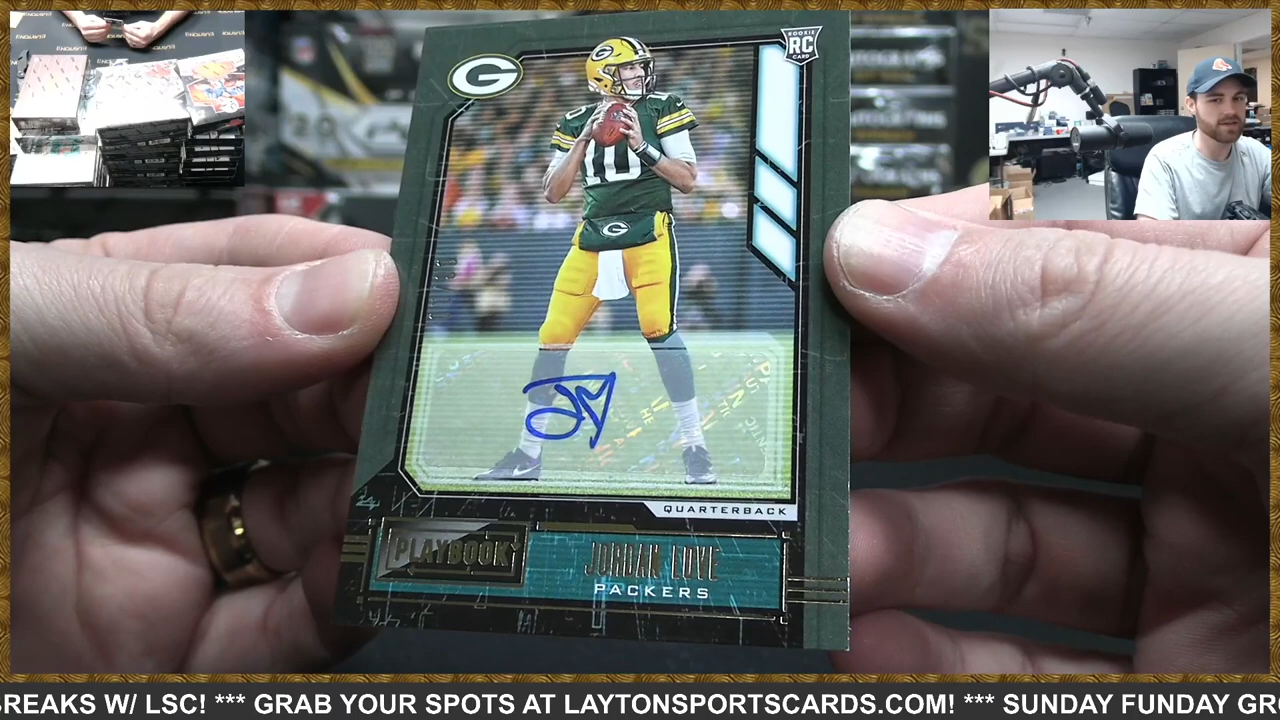 RC
ROOKIE
CARD
G
10
G
QUARTERBACK
PLAYBOOK
JORDAN LOVE
PACKERS
BREAKS W/ LSC! *** GRAB YOUR SPOTS AT LAYTONSPORTSCARDS.COM! *** SUNDAY FUNDAY GR